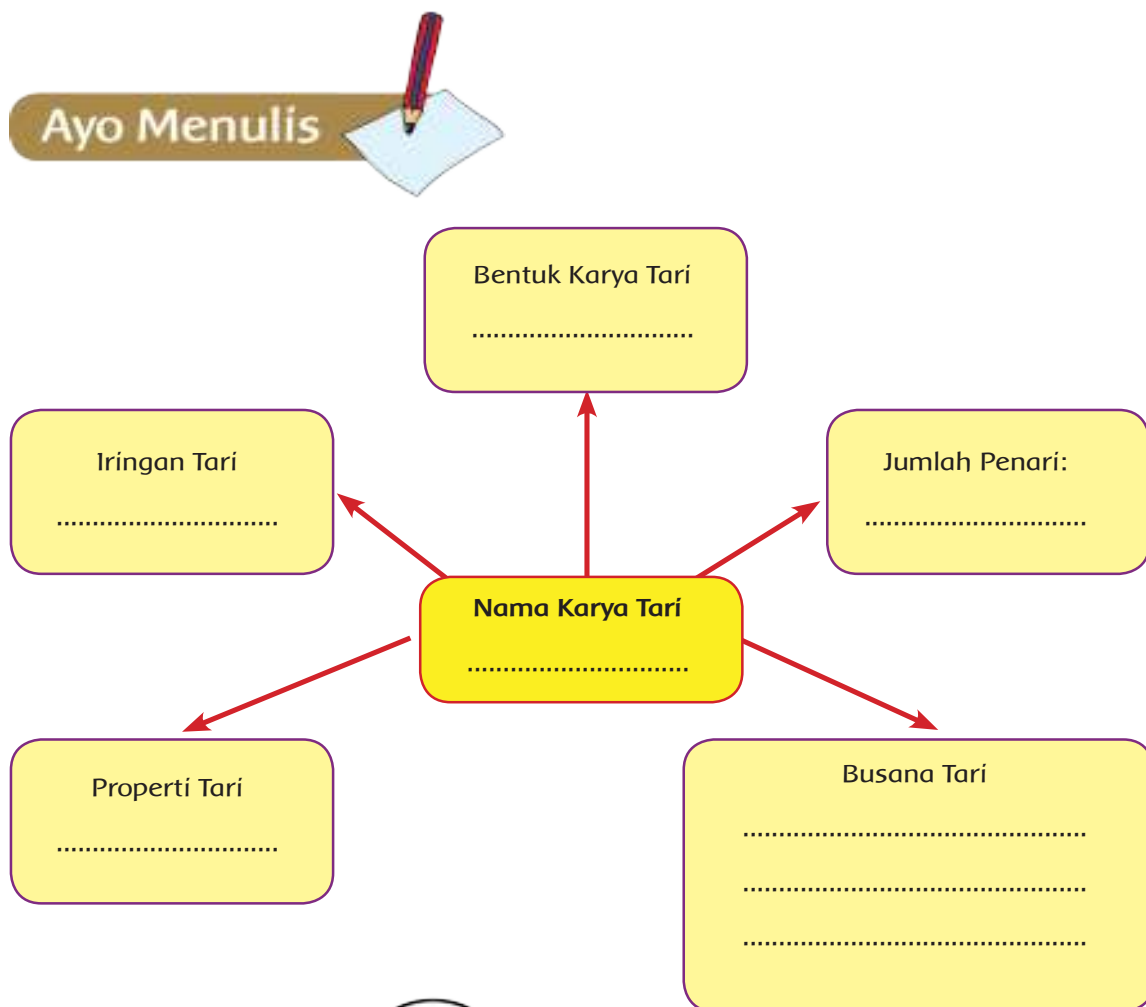 Ayo Menulis
Bentuk Karya Tari
...............................
Iringan Tari
...............................
Jumlah Penari:
...............................
Nama Karya Tari
...............................
Properti Tari
...............................
Busana Tari
................................................
................................................
................................................